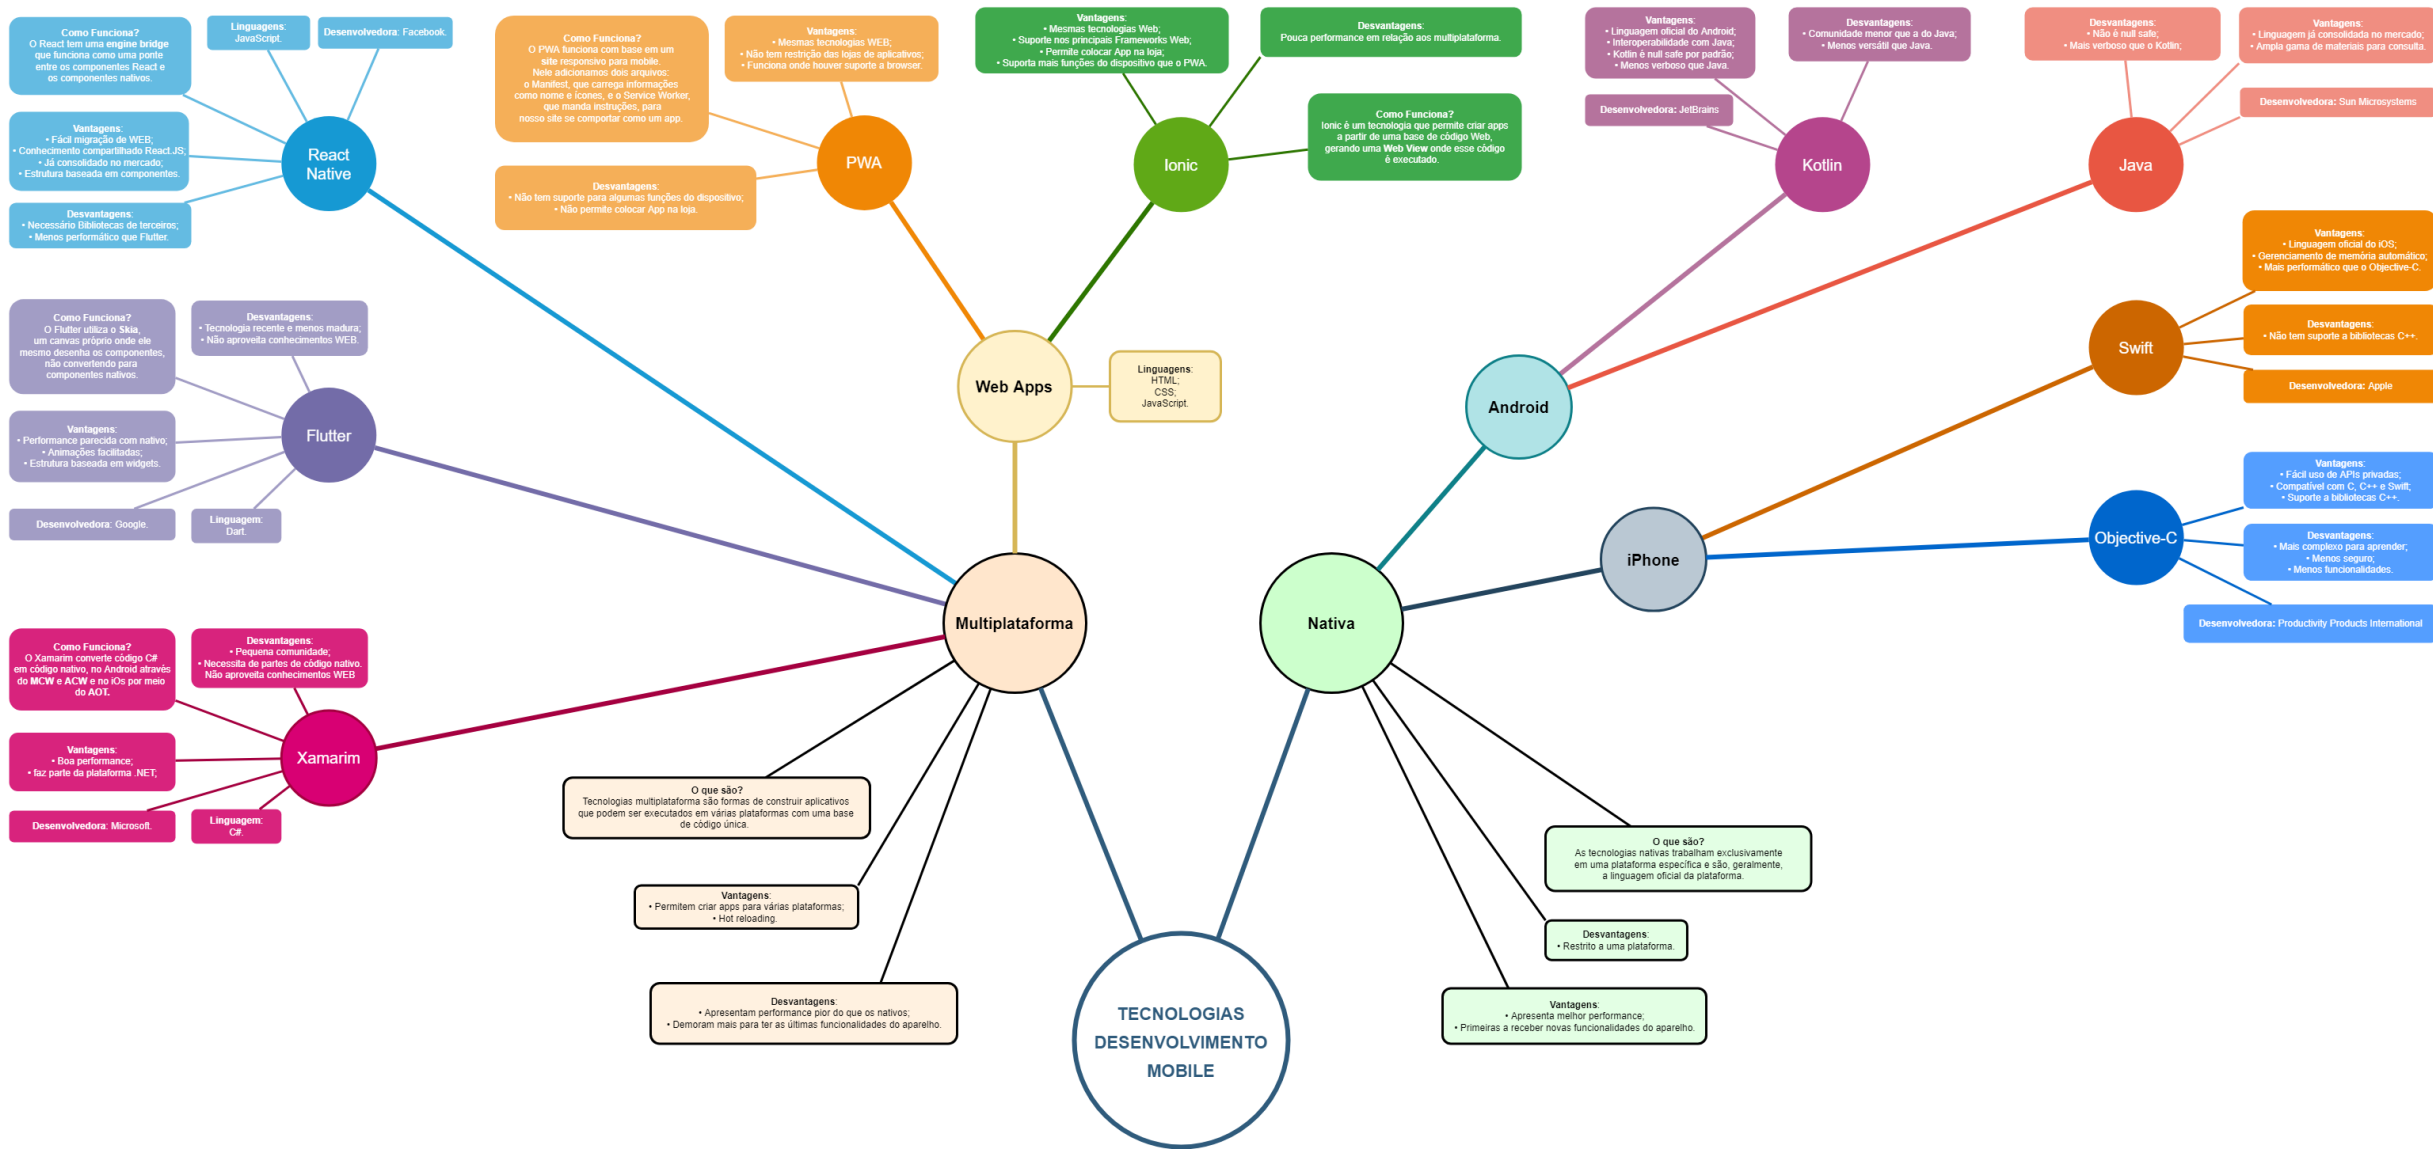 Como Funciona?
O React tem uma engine bridge
que funciona como uma ponte
entre os componentes React e
os componentes nativos.
Linguagens:
JavaScript.
Desenvolvedora: Facebook.
Vantagens:
• Fácil migração de WEB;
• Conhecimento compartilhado React.JS;
• Já consolidado no mercado;
• Estrutura baseada em componentes.
Desvantagens:
• Necessário Bibliotecas de terceiros;
• Menos performático que Flutter.
React
Native
Como Funciona?
O PWA funciona com base em um
site responsivo para mobile.
Nele adicionamos dois arquivos:
o Manifest, que carrega informações
como nome e ícones, e o Service Worker,
que manda instruções, para
nosso site se comportar como um app.
Vantagens:
• Mesmas tecnologias WEB;
• Não tem restrição das lojas de aplicativos;
• Funciona onde houver suporte a browser.
Desvantagens:
• Não tem suporte para algumas funções do dispositivo;
• Não permite colocar App na loja.
PWA
Vantagens:
• Mesmas tecnologias Web;
• Suporte nos principais Frameworks Web;
• Permite colocar App na loja;
• Suporta mais funções do dispositivo que o PWA.
Desvantagens:
Pouca performance em relação aos multiplataforma.
Como Funciona?
Ionic é um tecnologia que permite criar apps
a partir de uma base de código Web,
gerando uma Web View onde esse código
é executado.
Ionic
Vantagens:
• Linguagem oficial do Android;
• Interoperabilidade com Java;
• Kotlin é null safe por padrão;
• Menos verboso que Java.
Desvantagens:
• Comunidade menor que a do Java;
• Menos versátil que Java.
Desenvolvedora: JetBrains
Kotlin
Desvantagens:
• Não é null safe;
• Mais verboso que o Kotlin;
Vantagens:
• Linguagem já consolidada no mercado;
• Ampla gama de materiais para consulta.
Desenvolvedora: Sun Microsystems
Java
Vantagens:
• Linguagem oficial do iOS;
• Gerenciamento de memória automático;
• Mais performático que o Objective-C.
Desvantagens:
• Não tem suporte a bibliotecas C++.
Desenvolvedora: Apple
Swift
Como Funciona?
O Flutter utiliza o Skia,
um canvas próprio onde ele
mesmo desenha os componentes,
não convertendo para
componentes nativos.
Desvantagens:
• Tecnologia recente e menos madura;
• Não aproveita conhecimentos WEB.
Vantagens:
• Performance parecida com nativo;
• Animações facilitadas;
• Estrutura baseada em widgets.
Desenvolvedora: Google.
Linguagem:
Dart.
Flutter
Web Apps
Linguagens:
HTML;
CSS;
JavaScript.
Android
iPhone
Vantagens:
• Fácil uso de APIs privadas;
• Compatível com C, C++ e Swift;
• Suporte a bibliotecas C++.
Desvantagens:
• Mais complexo para aprender;
• Menos seguro;
• Menos funcionalidades.
Desenvolvedora: Productivity Products International
Objective-C
Multiplataforma
Nativa
Como Funciona?
O Xamarim converte código C#
em código nativo, no Android através
do MCW e ACW e no iOs por meio
do AOT.
Desvantagens:
• Pequena comunidade;
• Necessita de partes de código nativo.
Não aproveita conhecimentos WEB
Vantagens:
• Boa performance;
• faz parte da plataforma .NET;
Desenvolvedora: Microsoft.
Linguagem:
C#.
Xamarim
O que são?
Tecnologias multiplataforma são formas de construir aplicativos
que podem ser executados em várias plataformas com uma base
de código única.
Vantagens:
• Permitem criar apps para várias plataformas;
• Hot reloading.
Desvantagens:
• Apresentam performance pior do que os nativos;
• Demoram mais para ter as últimas funcionalidades do aparelho.
O que são?
As tecnologias nativas trabalham exclusivamente
em uma plataforma específica e são, geralmente,
a linguagem oficial da plataforma.
Desvantagens:
• Restrito a uma plataforma.
Vantagens:
• Apresenta melhor performance;
• Primeiras a receber novas funcionalidades do aparelho.
TECNOLOGIAS
DESENVOLVIMENTO
MOBILE